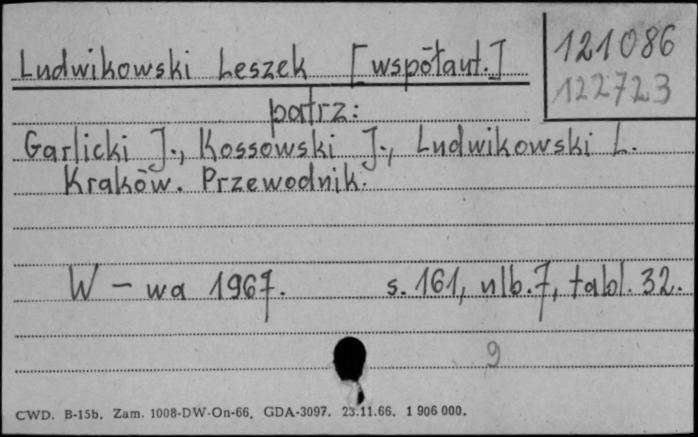 Ludwikowski Leszek [współaut.]
121086
122723
patrz:
Garlicki J., Kossowski J., Ludwikowski L.
Kraków. Przewodnik.
W-wa 1967. s. 161, nlb. 7, tabl. 32.
9
CWD. B-15b. Zam. 1008-DW-On-66. GDA-3097. 23.11.66. 1 906 000.